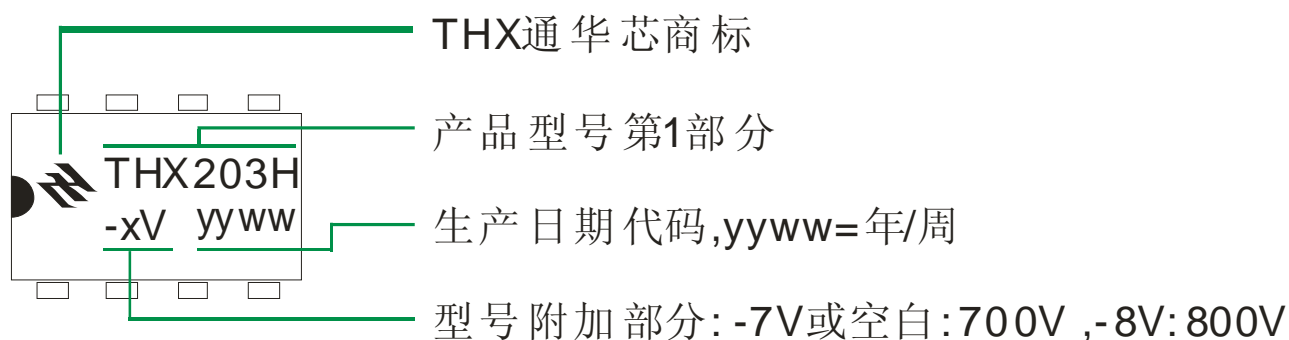 THX通华芯商标
产品型号第1部分
THX203H
-xV yyww
生产日期代码,yyww=年/周
型号附加部分:-7V或空白:700V ,-8V:800V